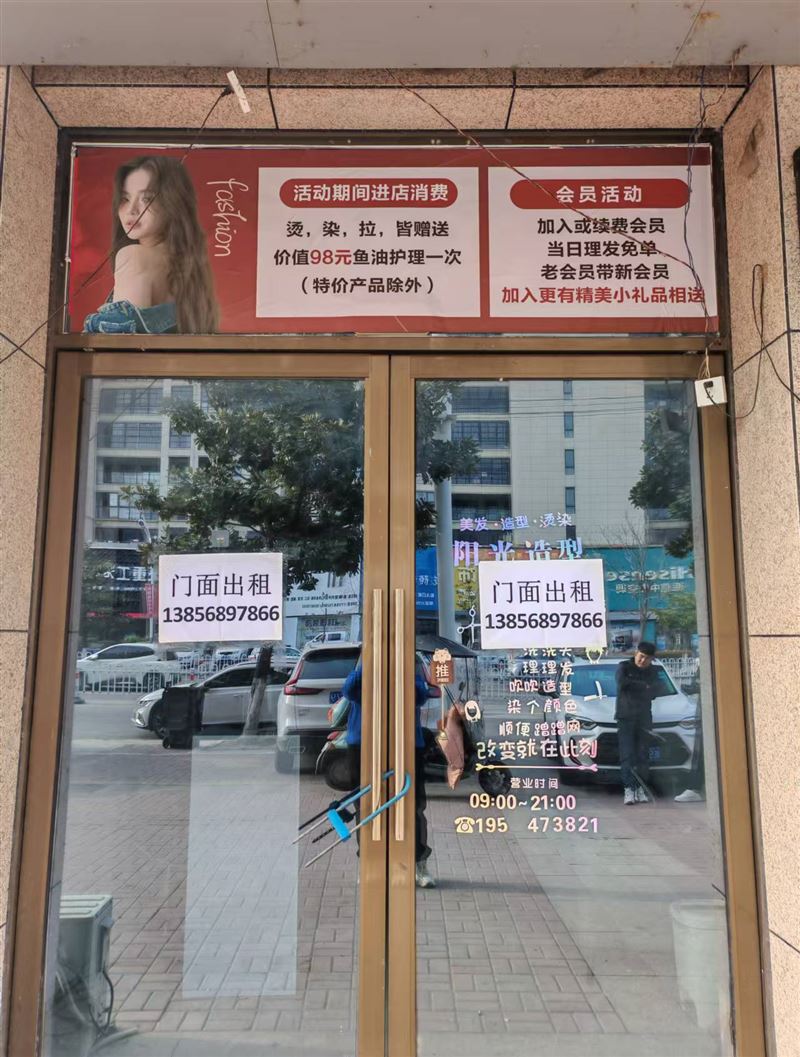 fashion
活动期间进店消费
烫，染，拉，皆赠送
价值98元鱼油护理一次
（特价产品除外）
会员活动
加入或续费会员
当日理发免单
老会员带新会员
加入更有精美小礼品相送
美发·造型·烫染
阳光造型
门面出租
13856897866
门面出租
13856897866
洗洗头
理理发
吹吹造型
染个颜色
顺便蹭蹭网
改变就在此刻
推
营业时间
09:00~21:00
☎195 473821
Hisense